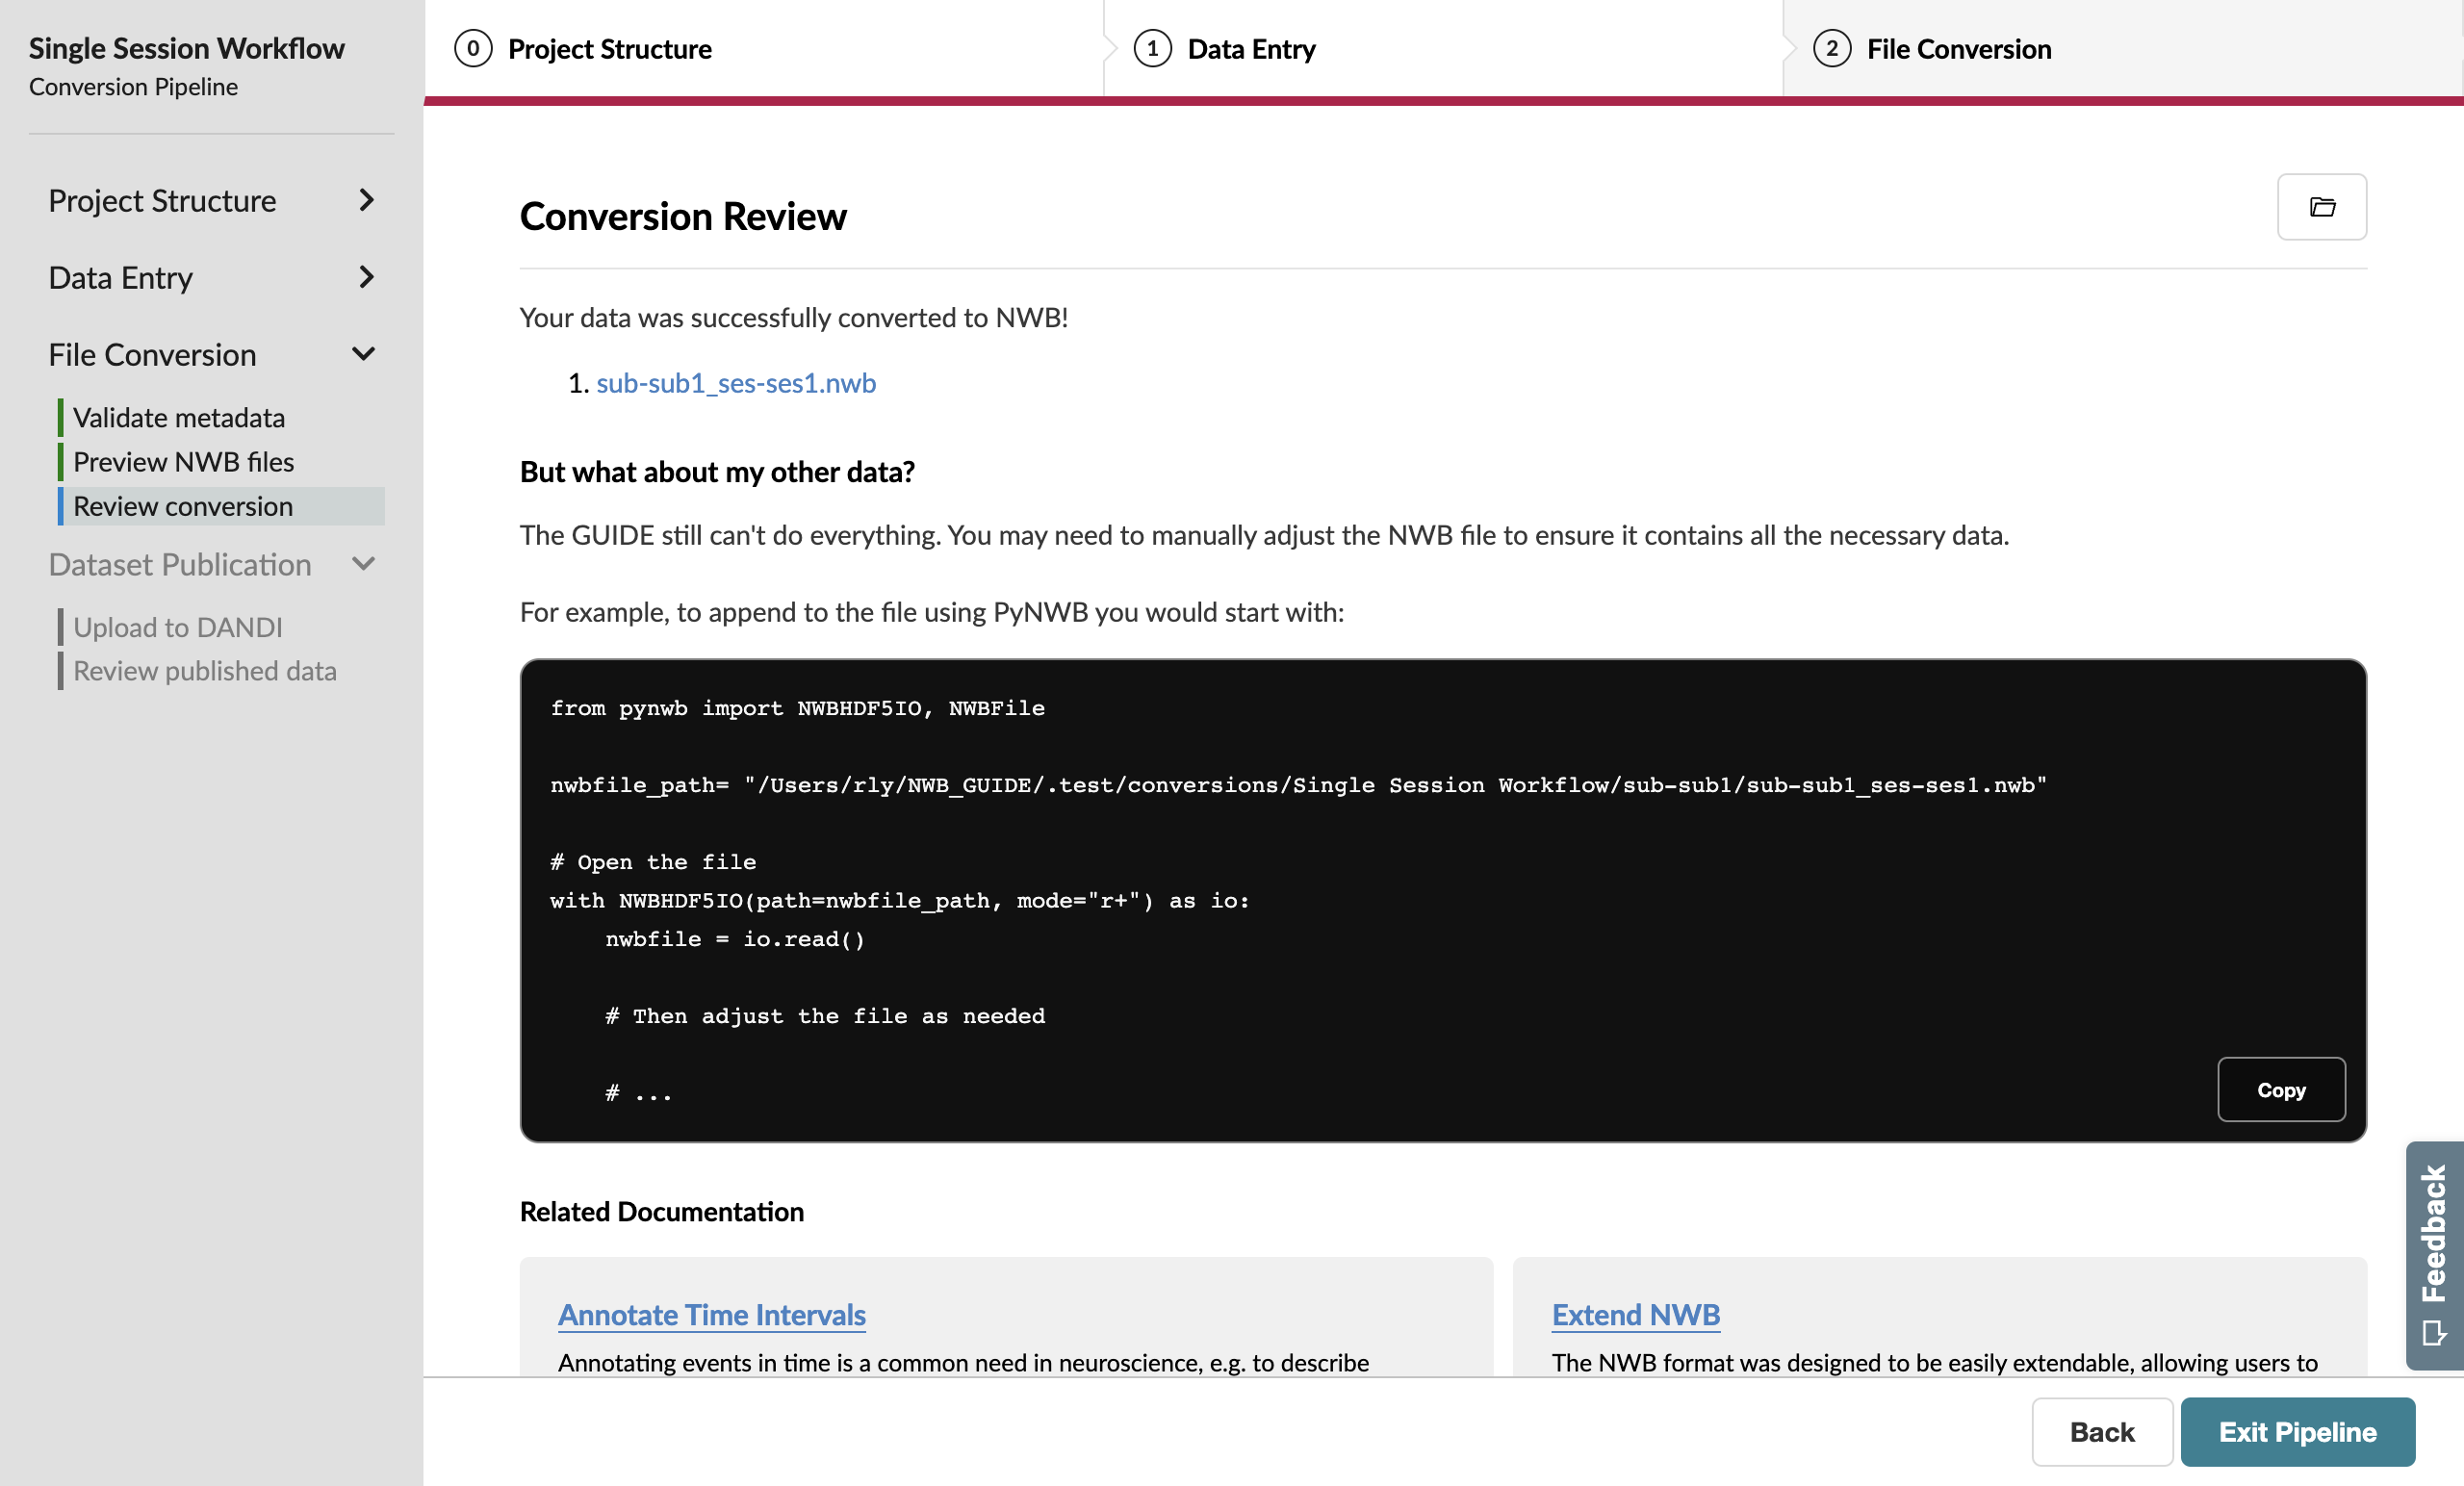 Single Session Workflow
Conversion Pipeline
Project Structure
Data Entry
File Conversion
Validate metadata
Preview NWB files
Review conversion
Dataset Publication
Upload to DANDI
Review published data
0 Project Structure
1 Data Entry
2 File Conversion
Conversion Review
Your data was successfully converted to NWB!
1. sub-sub1_ses-ses1.nwb
But what about my other data?
The GUIDE still can't do everything. You may need to manually adjust the NWB file to ensure it contains all the necessary data.
For example, to append to the file using PyNWB you would start with:
from pynwb import NWBHDF5IO, NWBFile
nwbfile_path= "/Users/rly/NWB_GUIDE/.test/conversions/Single Session Workflow/sub-sub1/sub-sub1_ses-ses1.nwb"
# Open the file
with NWBHDF5IO(path=nwbfile_path, mode="r+") as io:
    nwbfile = io.read()
    # Then adjust the file as needed
    # ...
Copy
Related Documentation
Annotate Time Intervals
Annotating events in time is a common need in neuroscience, e.g. to describe
Extend NWB
The NWB format was designed to be easily extendable, allowing users to
Feedback
Back
Exit Pipeline